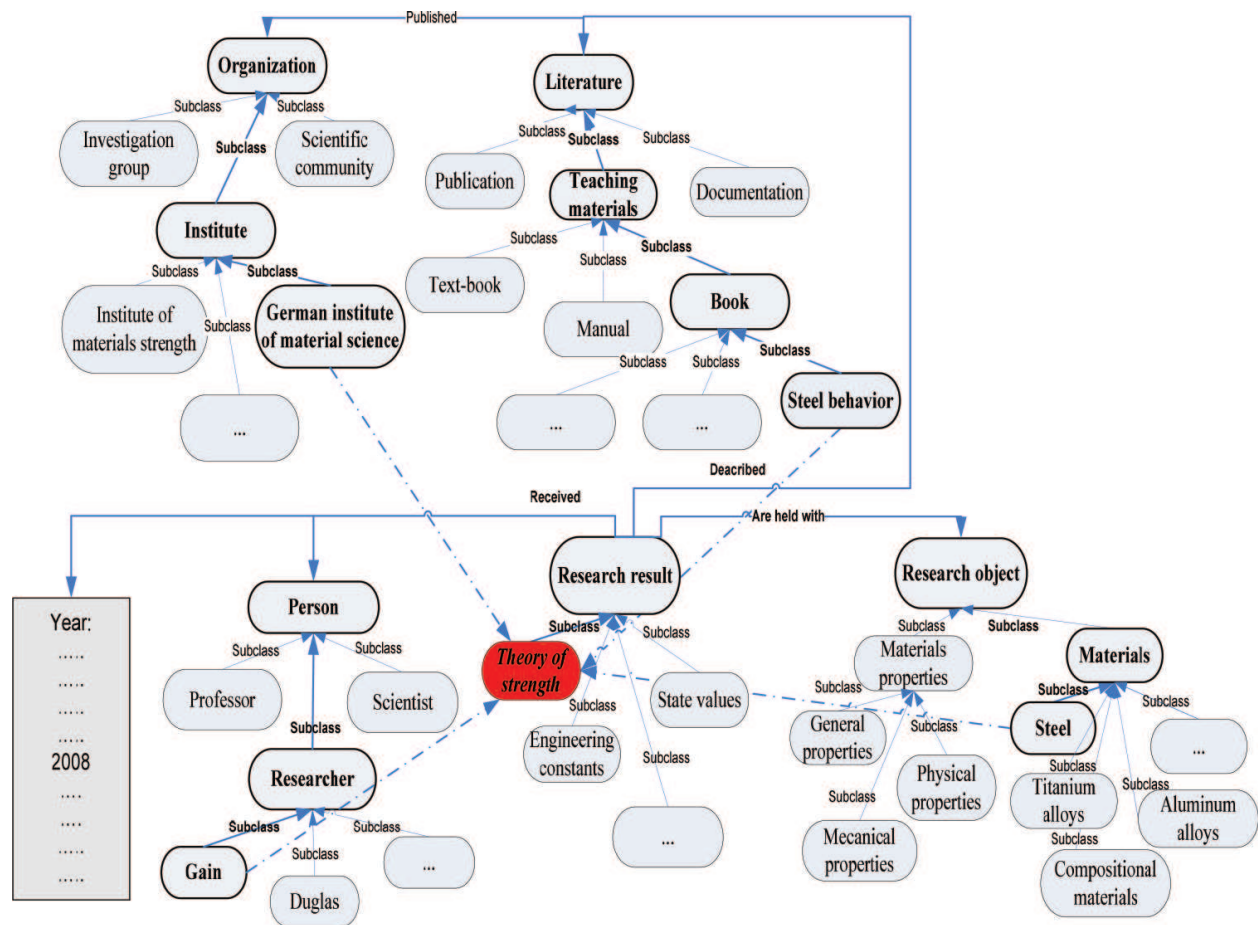 Published
Organization
Literature
Subclass
Subclass
Investigation
group
Subclass
Scientific
community
Subclass
Subclass
Subclass
Publication
Teaching
materials
Documentation
Institute
Subclass
Subclass
Subclass
Text-book
Subclass
Subclass
Subclass
Institute of
materials strength
German institute
of material science
Subclass
Manual
Book
Subclass
Subclass
Subclass
...
...
...
Steel behavior
Deacribed
Received
Are held with
Research result
Research object
Year:
.....
.....
.....
.....
2008
....
....
.....
.....
Person
Subclass
Subclass
Professor
Scientist
Subclass
Researcher
Subclass
Subclass
Subclass
Gain
Duglas
...
Subclass
Theory of
strength
Subclass
Subclass
Engineering
constants
State values
Subclass
...
Subclass
Subclass
Materials
properties
Materials
Subclass
Subclass
General
properties
Subclass
Physical
properties
Subclass
Mecanical
properties
Steel
Subclass
...
Subclass
Titanium
alloys
Subclass
Aluminum
alloys
Subclass
Compositional
materials